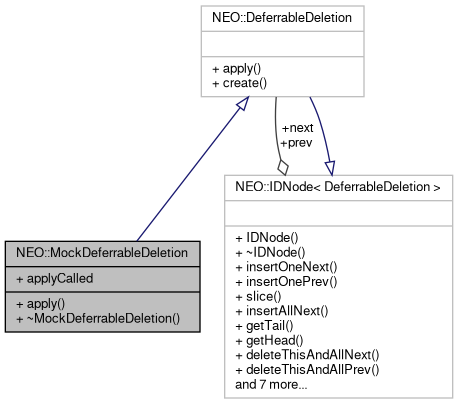 NEO::DeferrableDeletion
+ apply()
+ create()
+next
+prev
NEO::IDNode< DeferrableDeletion >
+ IDNode()
+ ~IDNode()
+ insertOneNext()
+ insertOnePrev()
+ slice()
+ insertAllNext()
+ getTail()
+ getHead()
+ deleteThisAndAllNext()
+ deleteThisAndAllPrev()
and 7 more...
NEO::MockDeferrableDeletion
+ applyCalled
+ apply()
+ ~MockDeferrableDeletion()